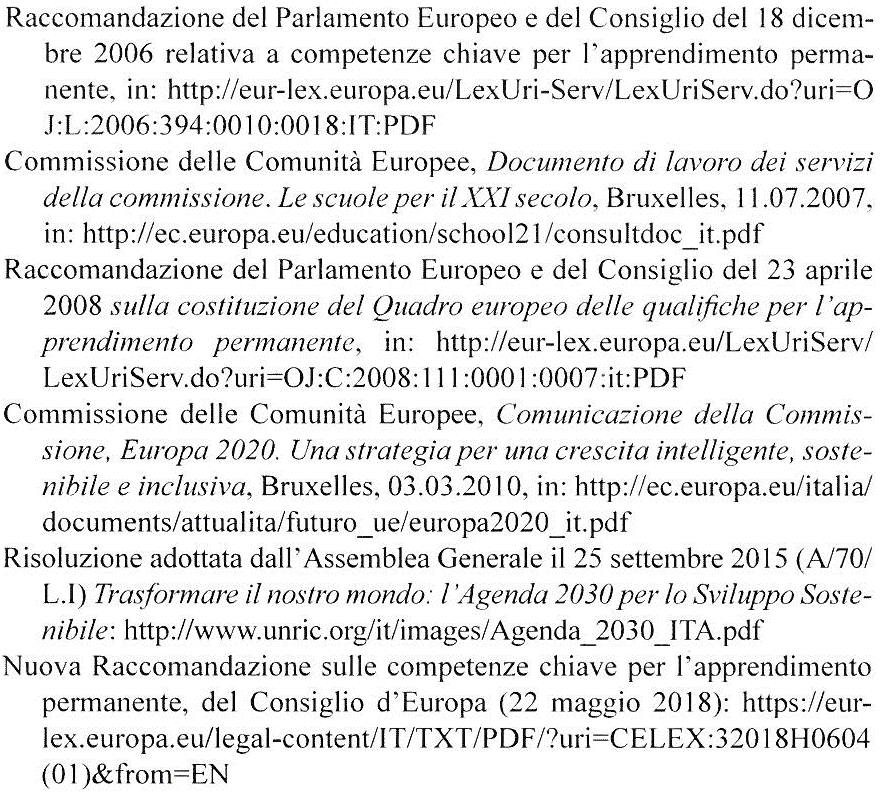 Raccomandazione del Parlamento Europeo e del Consiglio del 18 dicem-
bre 2006 relativa a competenze chiave per l'apprendimento perma-
nente, in: http://eur-lex.europa.eu/LexUri-Serv/LexUriServ.do?uri=O
J:L:2006:394:0010:0018:IT:PDF
Commissione delle Comunità Europee, Documento di lavoro dei servizi
della commissione. Le scuole per il XXI secolo, Bruxelles, 11.07.2007,
in: http://ec.europa.eu/education/school21/consultdoc_it.pdf
Raccomandazione del Parlamento Europeo e del Consiglio del 23 aprile
2008 sulla costituzione del Quadro europeo delle qualifiche per l'ap-
prendimento permanente, in: http://eur-lex.europa.eu/LexUriServ/
LexUriServ.do?uri=OJ:C:2008:111:0001:0007:it:PDF
Commissione delle Comunità Europee, Comunicazione della Commis-
sione, Europa 2020. Una strategia per una crescita intelligente, soste-
nibile e inclusiva, Bruxelles, 03.03.2010, in: http://ec.europa.eu/italia/
documents/attualita/futuro_ue/europa2020_it.pdf
Risoluzione adottata dall'Assemblea Generale il 25 settembre 2015 (A/70/
L.I) Trasformare il nostro mondo: l'Agenda 2030 per lo Sviluppo Soste-
nibile: http://www.unric.org/it/images/Agenda_2030_ITA.pdf
Nuova Raccomandazione sulle competenze chiave per l'apprendimento
permanente, del Consiglio d'Europa (22 maggio 2018): https://eur-
lex.europa.eu/legal-content/IT/TXT/PDF/?uri=CELEX:32018H0604
(01)&from=EN